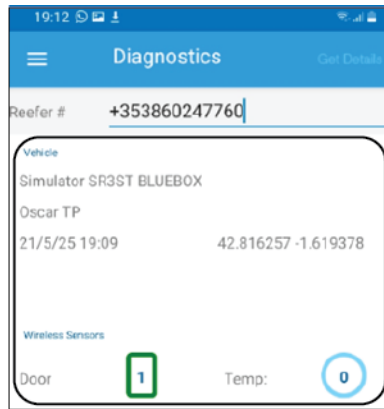 19:12
Diagnostics Get Details
Reefer # +353860247760
Vehicle
Simulator SR3ST BLUEBOX
Oscar TP
21/5/25 19:09 42.816257 -1.619378
Wireless Sensors
Door 1 Temp: 0